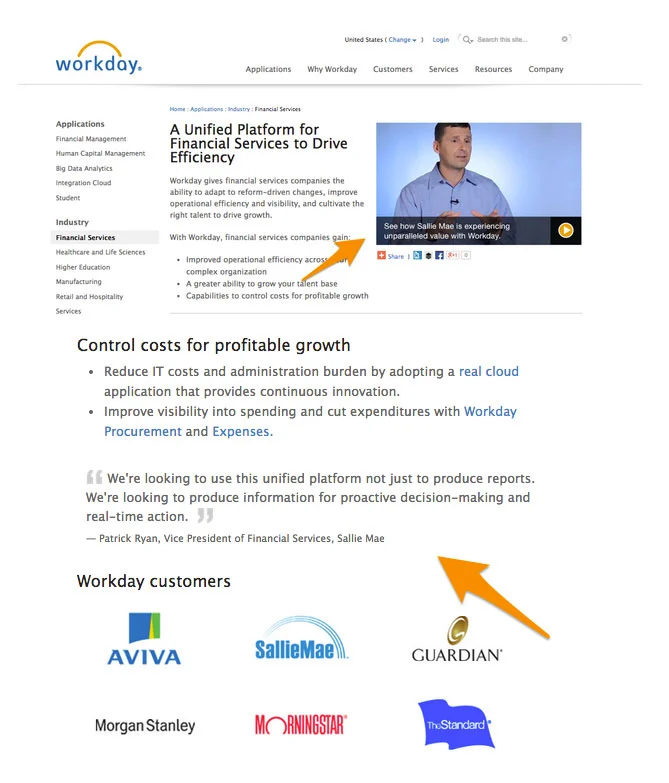 United States ( Change ) Login Search this site...
workday.
Applications Why Workday Customers Services Resources Company
Home : Applications : Industry : Financial Services
Applications
Financial Management
Human Capital Management
Big Data Analytics
Integration Cloud
Student
Industry
Financial Services
Healthcare and Life Sciences
Higher Education
Manufacturing
Retail and Hospitality
Services
A Unified Platform for
Financial Services to Drive
Efficiency
Workday gives financial services companies the
ability to adapt to reform-driven changes, improve
operational efficiency and visibility, and cultivate the
right talent to drive growth.
With Workday, financial services companies gain:
• Improved operational efficiency across your
complex organization
• A greater ability to grow your talent base
• Capabilities to control costs for profitable growth
See how Sallie Mae is experiencing
unparalleled value with Workday.
Share | +1 0
Control costs for profitable growth
• Reduce IT costs and administration burden by adopting a real cloud
application that provides continuous innovation.
• Improve visibility into spending and cut expenditures with Workday
Procurement and Expenses.
“ We're looking to use this unified platform not just to produce reports.
We're looking to produce information for proactive decision-making and
real-time action. ”
— Patrick Ryan, Vice President of Financial Services, Sallie Mae
Workday customers
AVIVA
SallieMae
GUARDIAN
Morgan Stanley
MORNINGSTAR
TheStandard